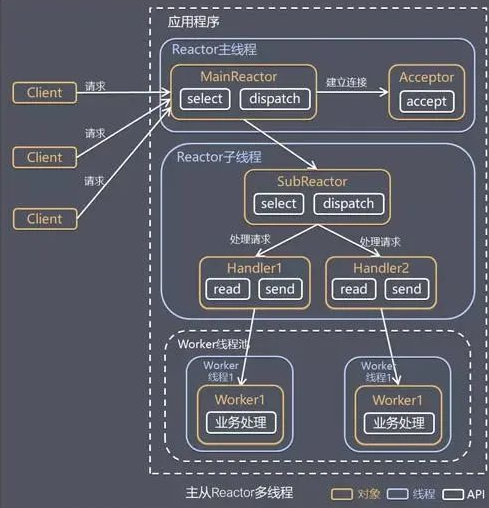 应用程序
Reactor主线程
MainReactor
select
dispatch
建立连接
Acceptor
accept
Client
请求
Client
请求
Client
请求
Reactor子线程
SubReactor
select
dispatch
处理请求
处理请求
Handler1
read
send
Handler2
read
send
Worker线程池
Worker
线程1
Worker1
业务处理
Worker
线程1
Worker1
业务处理
主从Reactor多线程
对象
线程
API